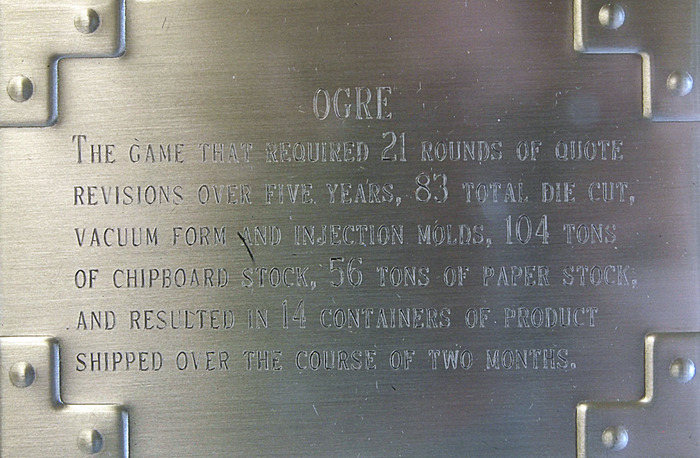 OGRE
THE GAME THAT REQUIRED 21 ROUNDS OF QUOTE
REVISIONS OVER FIVE YEARS, 83 TOTAL DIE CUT,
VACUUM FORM AND INJECTION MOLDS, 104 TONS
OF CHIPBOARD STOCK, 56 TONS OF PAPER STOCK,
AND RESULTED IN 14 CONTAINERS OF PRODUCT
SHIPPED OVER THE COURSE OF TWO MONTHS.